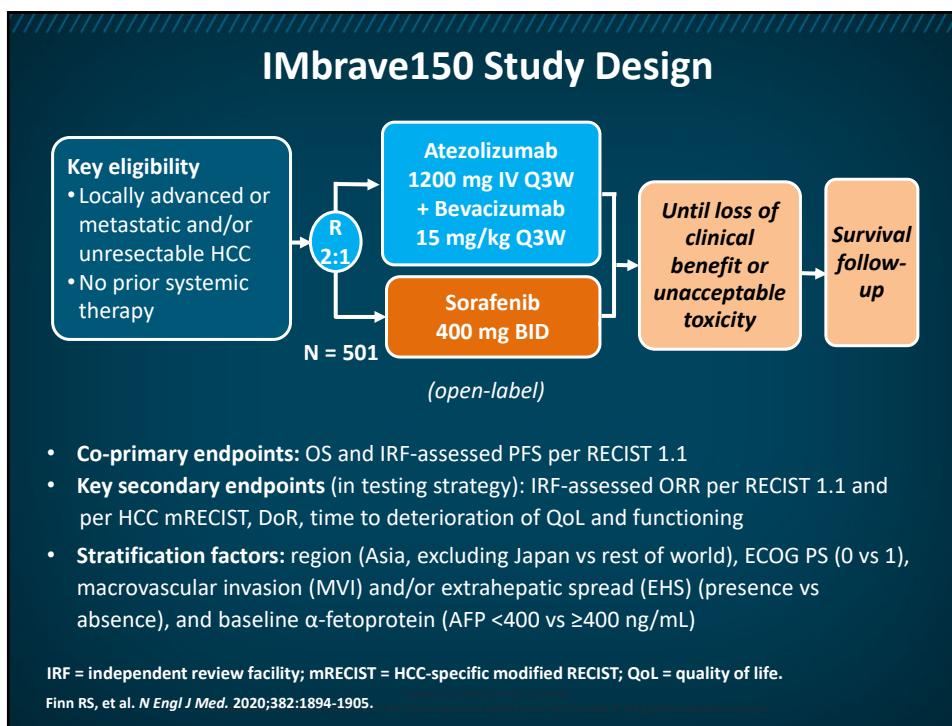 IMbrave150 Study Design
Key eligibility
• Locally advanced or
metastatic and/or
unresectable HCC
• No prior systemic
therapy
R
2:1
N = 501
Atezolizumab
1200 mg IV Q3W
+ Bevacizumab
15 mg/kg Q3W
Sorafenib
400 mg BID
(open-label)
Until loss of
clinical
benefit or
unacceptable
toxicity
Survival
follow-
up
• Co-primary endpoints: OS and IRF-assessed PFS per RECIST 1.1
• Key secondary endpoints (in testing strategy): IRF-assessed ORR per RECIST 1.1 and
per HCC mRECIST, DoR, time to deterioration of QoL and functioning
• Stratification factors: region (Asia, excluding Japan vs rest of world), ECOG PS (0 vs 1),
macrovascular invasion (MVI) and/or extrahepatic spread (EHS) (presence vs
absence), and baseline α-fetoprotein (AFP <400 vs ≥400 ng/mL)
IRF = independent review facility; mRECIST = HCC-specific modified RECIST; QoL = quality of life.
Finn RS, et al. N Engl J Med. 2020;382:1894-1905.